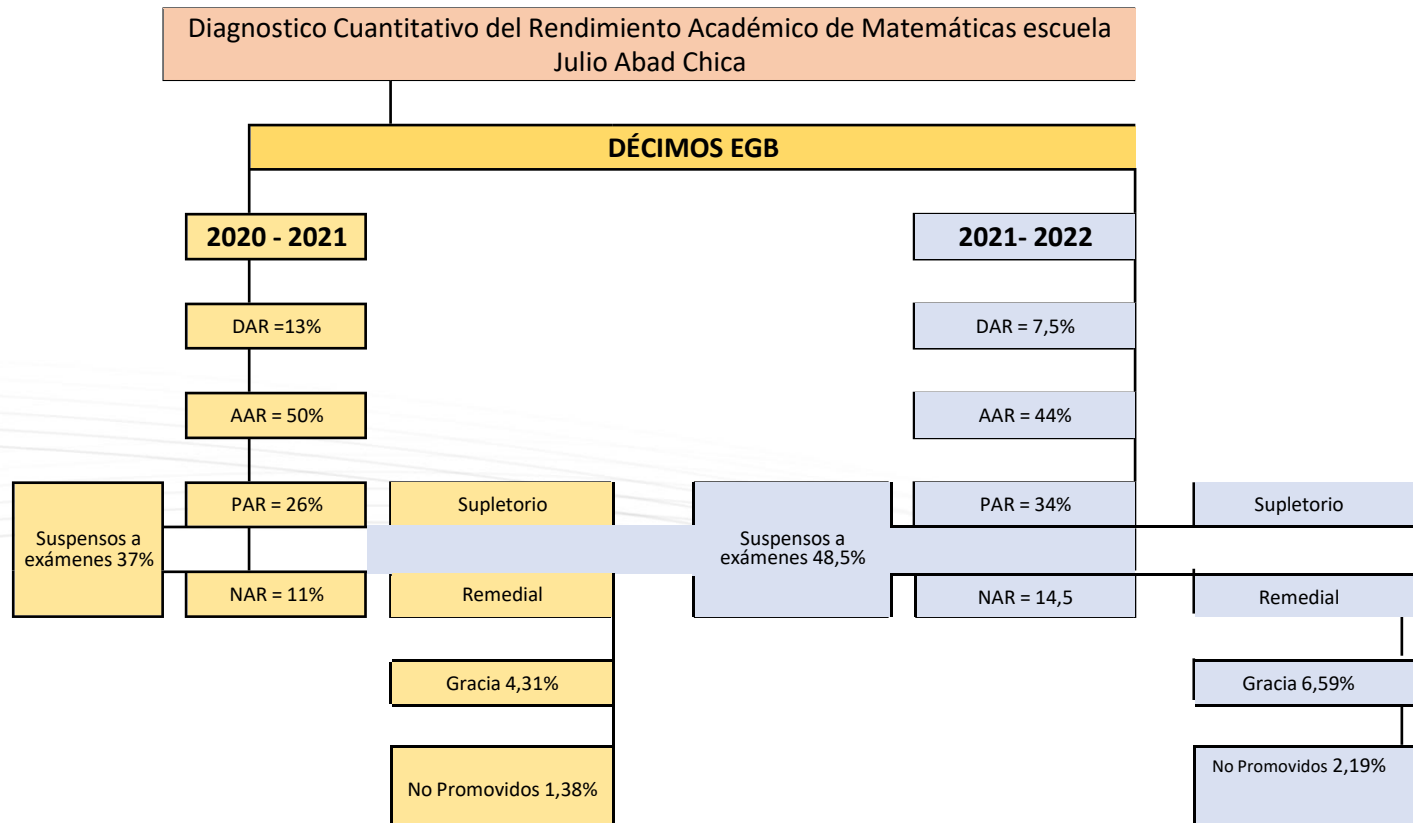 Diagnostico Cuantitativo del Rendimiento Académico de Matemáticas escuela
Julio Abad Chica
DÉCIMOS EGB
2020 - 2021
2021- 2022
DAR =13%
DAR = 7,5%
AAR = 50%
AAR = 44%
Suspensos a
exámenes 37%
PAR = 26%
Supletorio
Suspensos a
exámenes 48,5%
PAR = 34%
Supletorio
NAR = 11%
Remedial
NAR = 14,5
Remedial
Gracia 4,31%
Gracia 6,59%
No Promovidos 1,38%
No Promovidos 2,19%